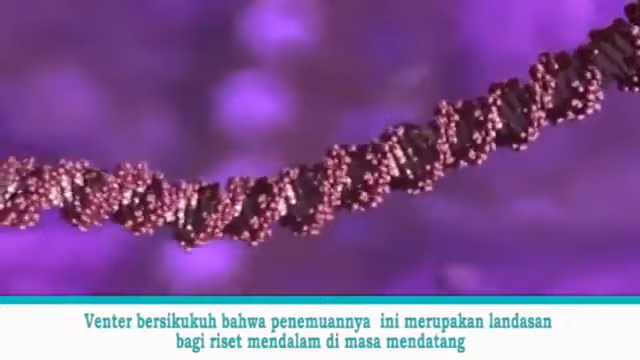 Venter bersikukuh bahwa penemuannya ini merupakan landasan
bagi riset mendalam di masa mendatang